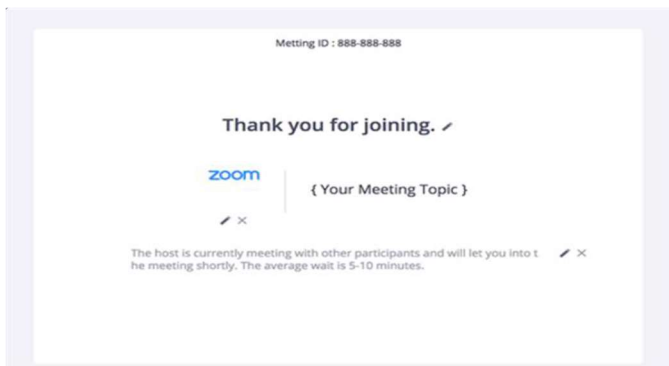 Metting ID : 888-888-888
Thank you for joining.
zoom
{ Your Meeting Topic }
The host is currently meeting with other participants and will let you into t
he meeting shortly. The average wait is 5-10 minutes.